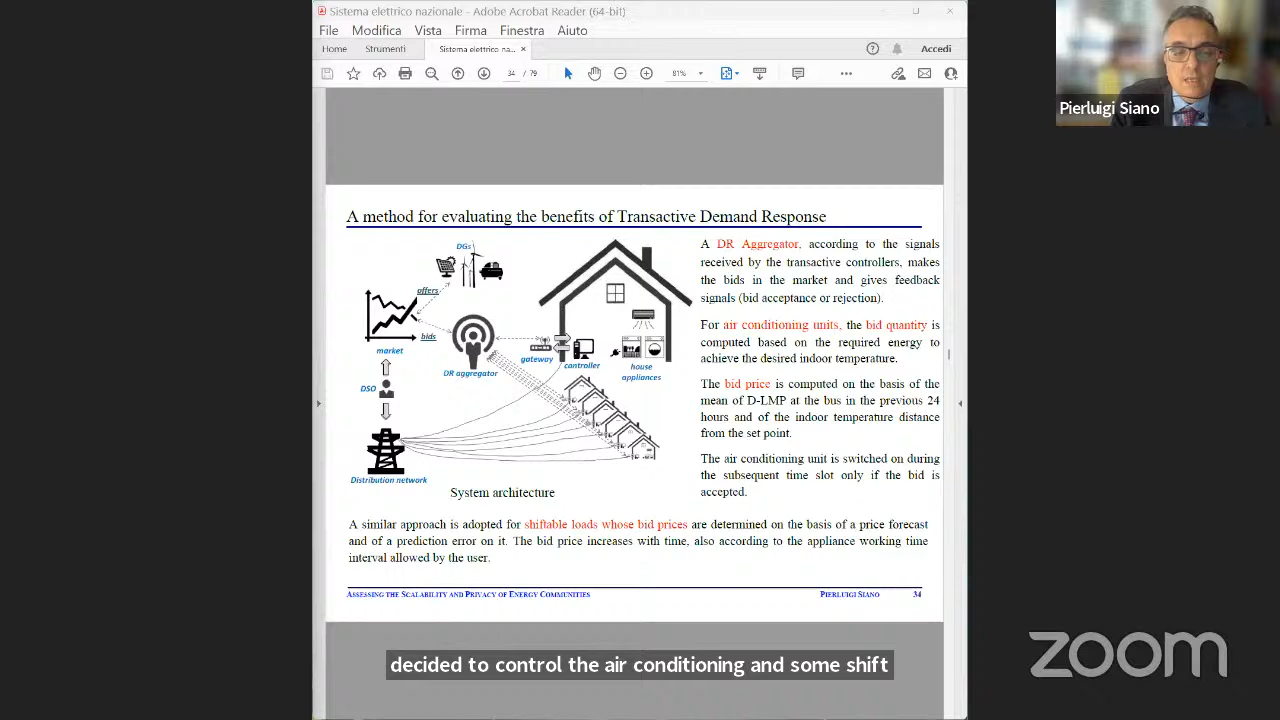 Sistema elettrico nazionale - Adobe Acrobat Reader (64-bit)
File Modifica Vista Firma Finestra Aiuto
Home Strumenti Sistema elettrico na... × Accedi
34 / 79 81%
Pierluigi Siano
A method for evaluating the benefits of Transactive Demand Response
DGs
offers
bids
market
DR aggregator
gateway
controller
house
appliances
DSO
Distribution network
System architecture
A DR Aggregator, according to the signals
received by the transactive controllers, makes
the bids in the market and gives feedback
signals (bid acceptance or rejection).
For air conditioning units, the bid quantity is
computed based on the required energy to
achieve the desired indoor temperature.
The bid price is computed on the basis of the
mean of D-LMP at the bus in the previous 24
hours and of the indoor temperature distance
from the set point.
The air conditioning unit is switched on during
the subsequent time slot only if the bid is
accepted.
A similar approach is adopted for shiftable loads whose bid prices are determined on the basis of a price forecast
and of a prediction error on it. The bid price increases with time, also according to the appliance working time
interval allowed by the user.
ASSESSING THE SCALABILITY AND PRIVACY OF ENERGY COMMUNITIES PIERLUIGI SIANO 34
decided to control the air conditioning and some shift
zoom